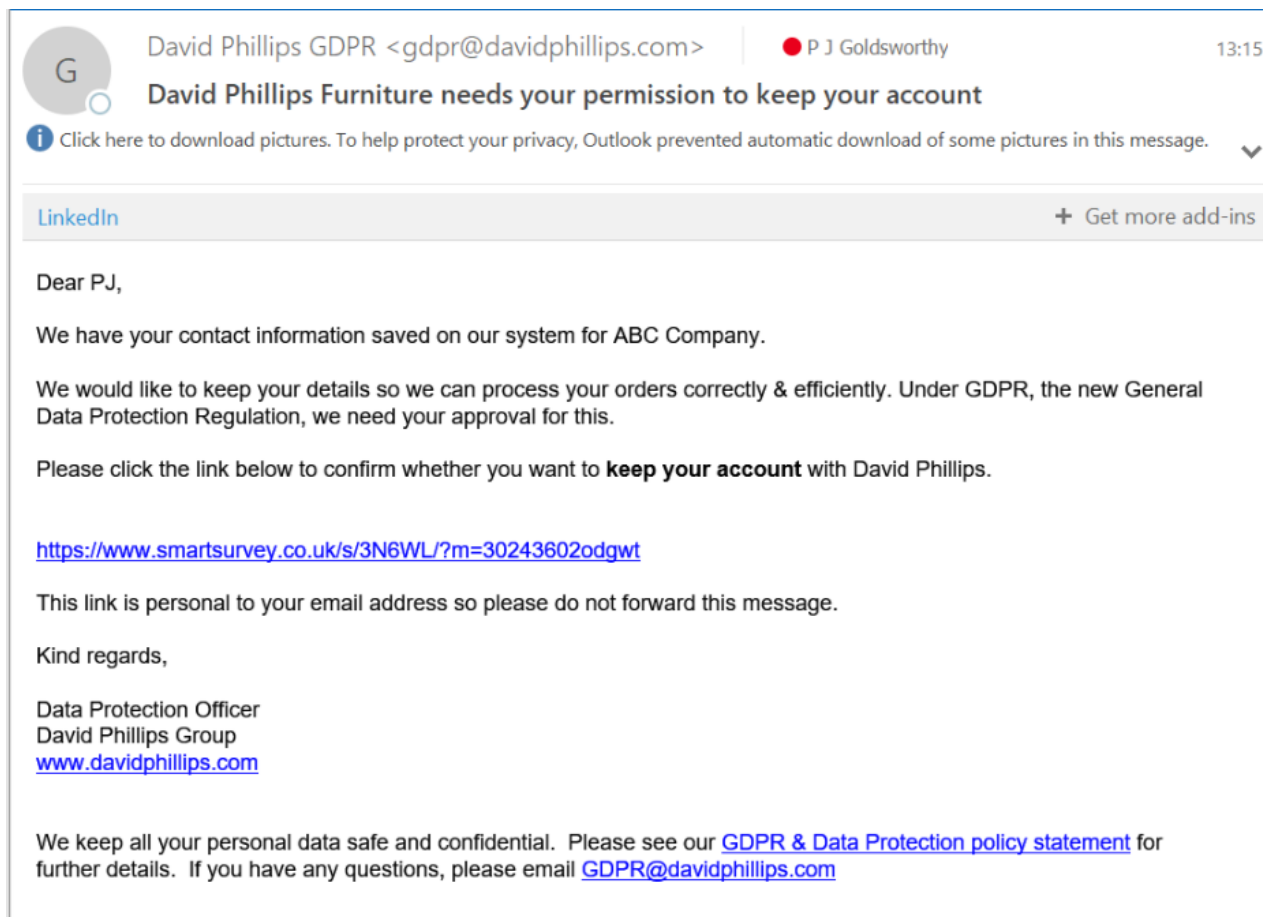 G
David Phillips GDPR <gdpr@davidphillips.com>
P J Goldsworthy
13:15
David Phillips Furniture needs your permission to keep your account
i Click here to download pictures. To help protect your privacy, Outlook prevented automatic download of some pictures in this message.
LinkedIn
+ Get more add-ins
Dear PJ,
We have your contact information saved on our system for ABC Company.
We would like to keep your details so we can process your orders correctly & efficiently. Under GDPR, the new General
Data Protection Regulation, we need your approval for this.
Please click the link below to confirm whether you want to keep your account with David Phillips.
https://www.smartsurvey.co.uk/s/3N6WL/?m=30243602odgwt
This link is personal to your email address so please do not forward this message.
Kind regards,
Data Protection Officer
David Phillips Group
www.davidphillips.com
We keep all your personal data safe and confidential.  Please see our GDPR & Data Protection policy statement for
further details.  If you have any questions, please email GDPR@davidphillips.com